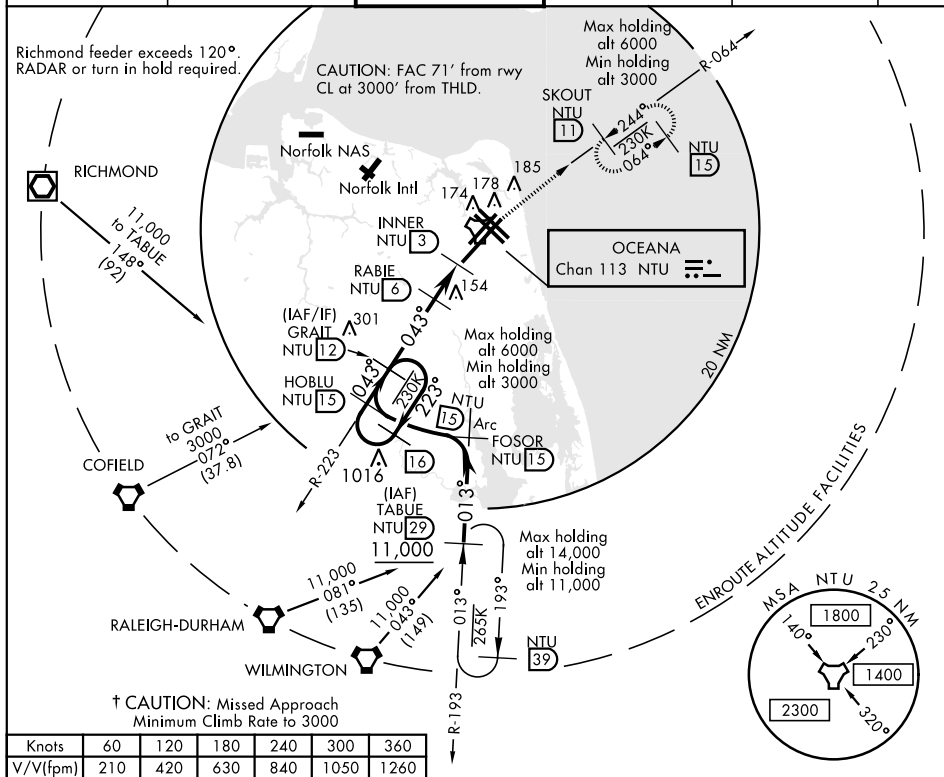 Richmond feeder exceeds 120°.
RADAR or turn in hold required.
CAUTION: FAC 71' from rwy
CL at 3000' from THLD.
Max holding
alt 6000
Min holding
alt 3000
R-064
SKOUT
NTU
11
244°
230K
064°
NTU
15
Norfolk NAS
Norfolk Intl
RICHMOND
11,000
to TABUE
148°
(92)
174
178
185
INNER
NTU 3
OCEANA
Chan 113 NTU
RABIE
NTU 6
154
043°
(IAF/IF)
GRAIT
NTU 12
301
Max holding
alt 6000
Min holding
alt 3000
20 NM
HOBLU
NTU 15
043°
230K
223°
NTU
15
Arc
FOSOR
NTU 15
to GRAIT
3000
072°
(37.8)
COFIELD
R-223
1016
16
(IAF)
TABUE
NTU 29
11,000
013°
Max holding
alt 14,000
Min holding
alt 11,000
ENROUTE ALTITUDE FACILITIES
11,000
081°
(135)
RALEIGH-DURHAM
11,000
043°
(149)
WILMINGTON
013°
265K
193°
NTU
39
R-193
MSA NTU 25 NM
140°
1800
230°
1400
2300
320°
† CAUTION: Missed Approach
Minimum Climb Rate to 3000
Knots 60 120 180 240 300 360
V/V(fpm) 210 420 630 840 1050 1260